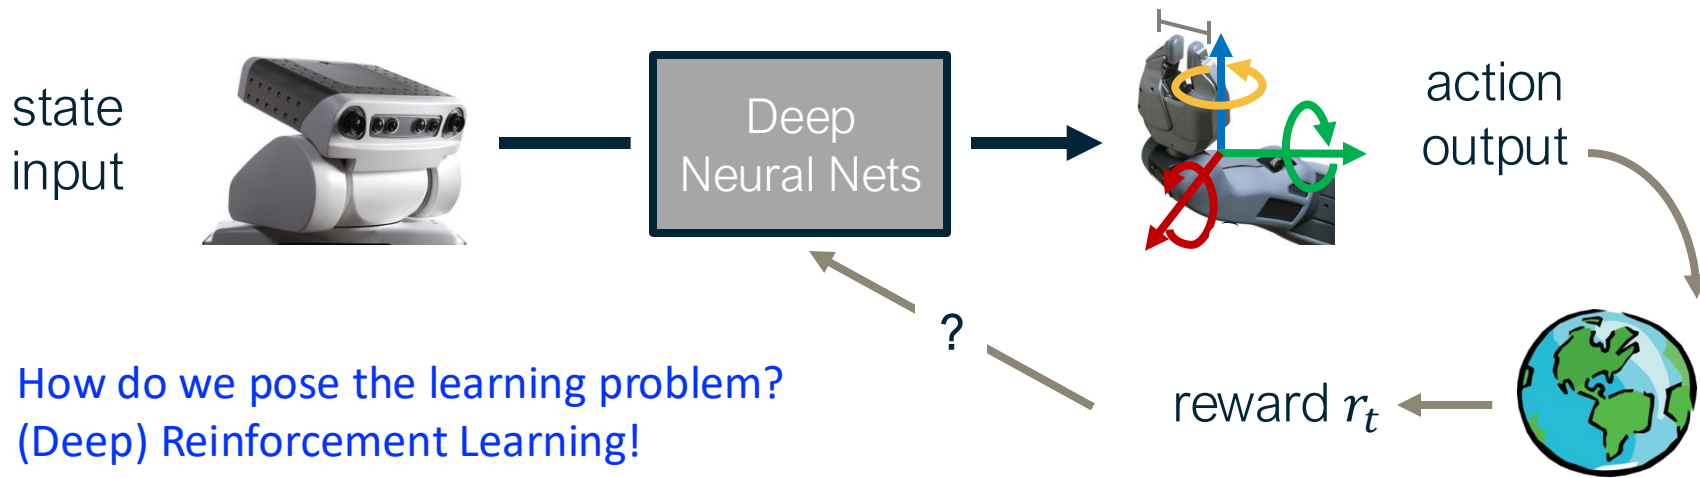 state
input
Deep
Neural Nets
action
output
?
reward r_t
How do we pose the learning problem?
(Deep) Reinforcement Learning!